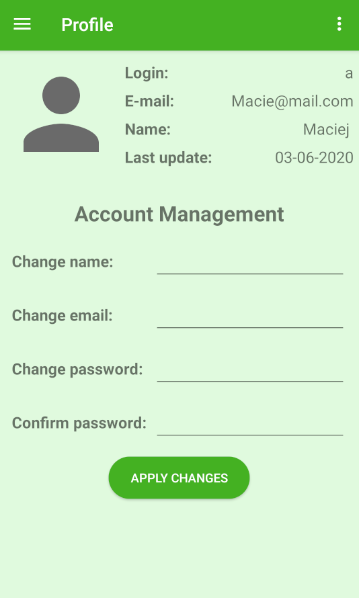 Profile
Login: a
E-mail: Macie@mail.com
Name: Maciej
Last update: 03-06-2020
Account Management
Change name:
Change email:
Change password:
Confirm password:
APPLY CHANGES